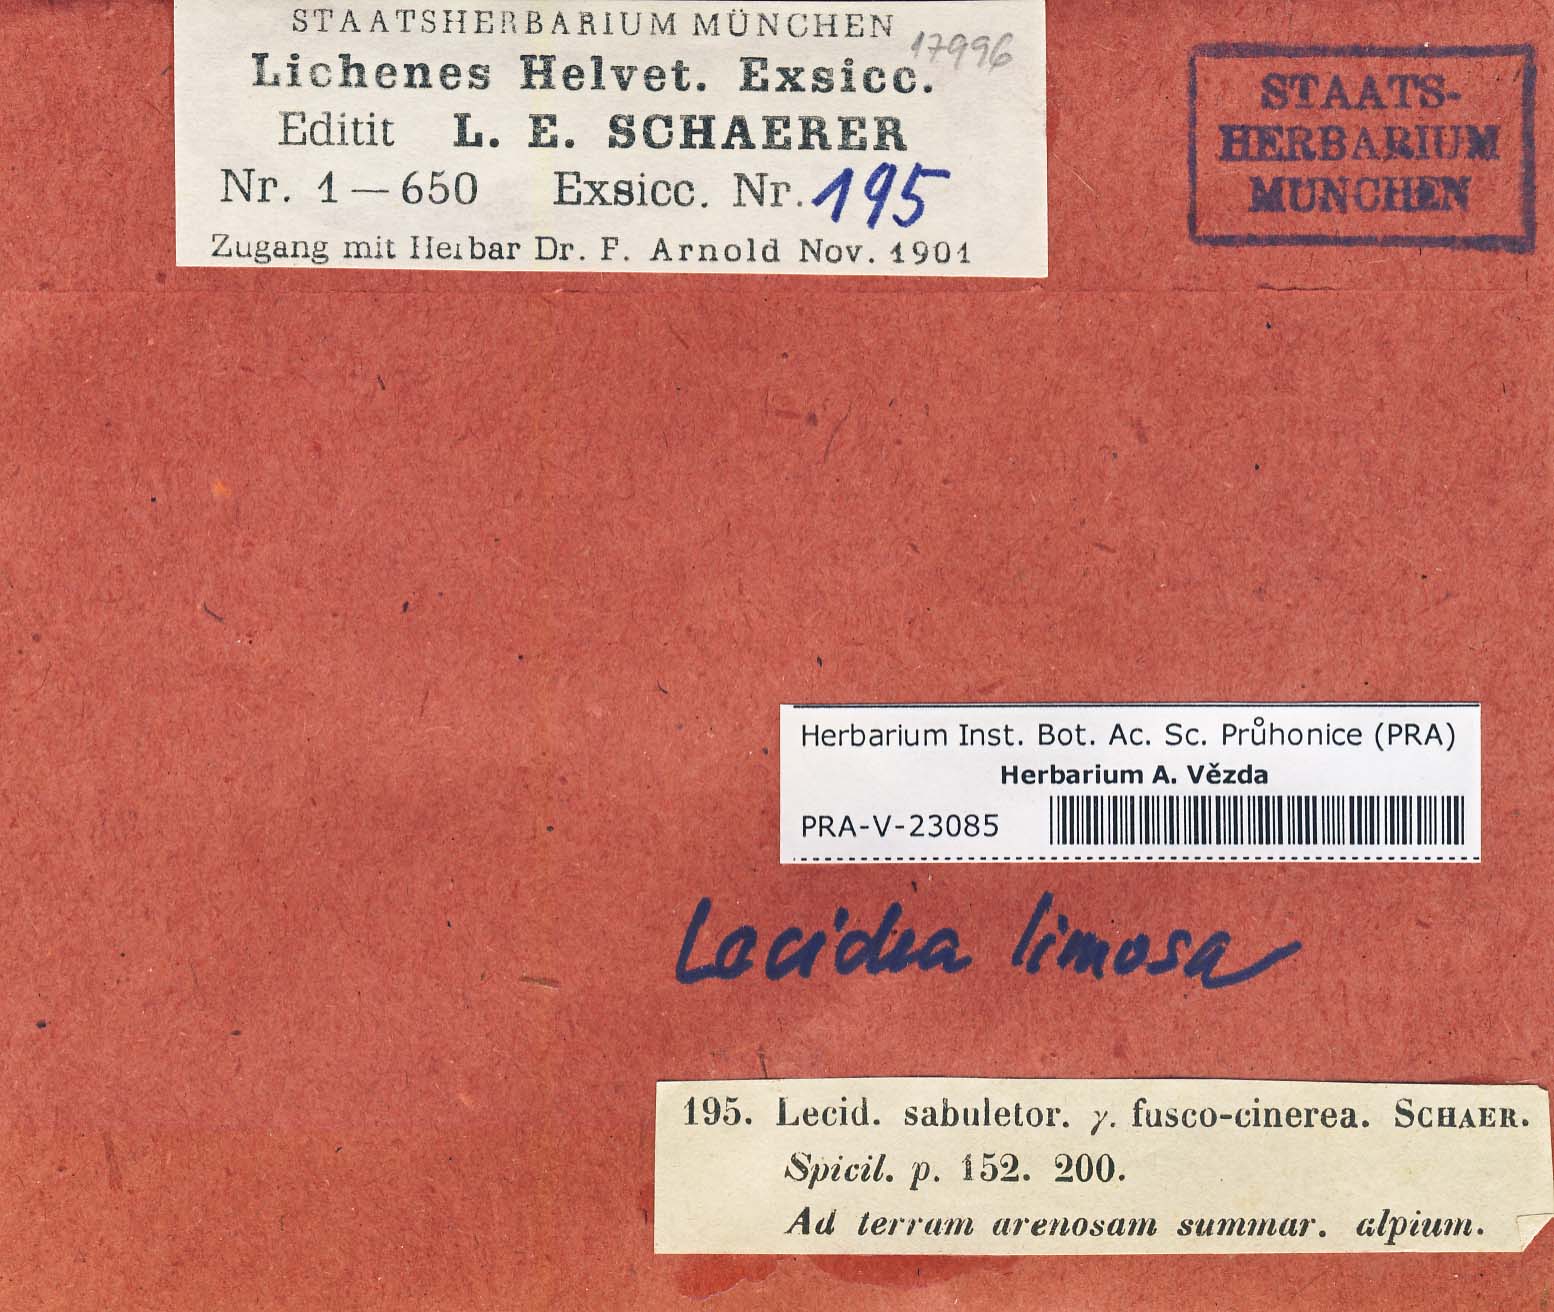 STAATSHERBARIUM MÜNCHEN
17996
Lichenes Helvet. Exsicc.
Editit L. E. SCHAERER
Nr. 1—650 Exsicc. Nr. 195
Zugang mit Herbar Dr. F. Arnold Nov. 1901
STAATS-
HERBARIUM
MÜNCHEN
Herbarium Inst. Bot. Ac. Sc. Průhonice (PRA)
Herbarium A. Vězda
PRA-V-23085
Lecidea limosa
195. Lecid. sabuletor. γ. fusco-cinerea. SCHAER.
Spicil. p. 152. 200.
Ad terram arenosam summar. alpium.